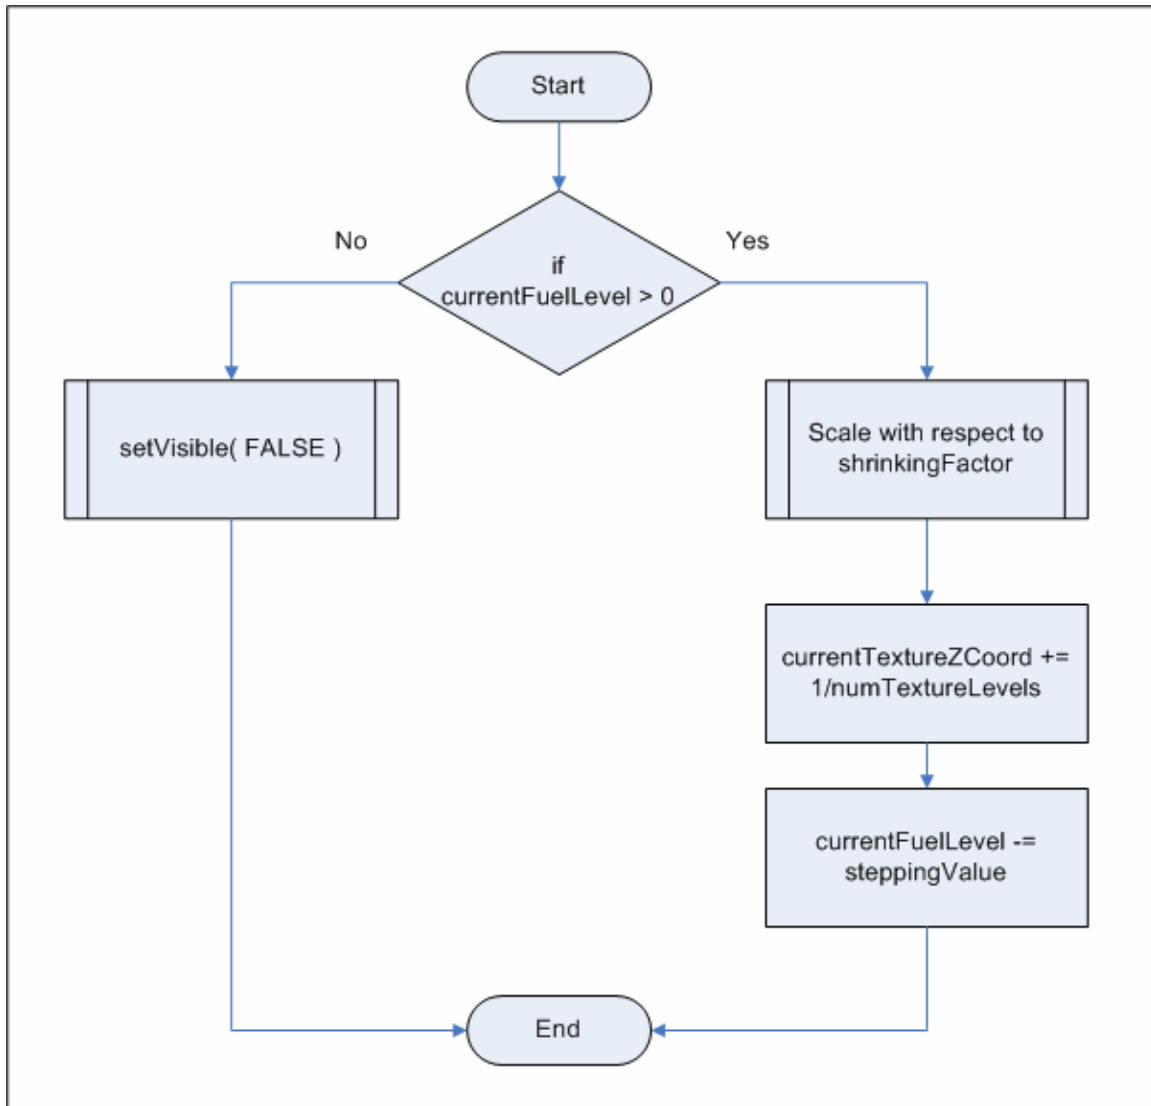 Start
No
Yes
if
currentFuelLevel > 0
setVisible( FALSE )
Scale with respect to
shrinkingFactor
currentTextureZCoord +=
1/numTextureLevels
currentFuelLevel -=
steppingValue
End